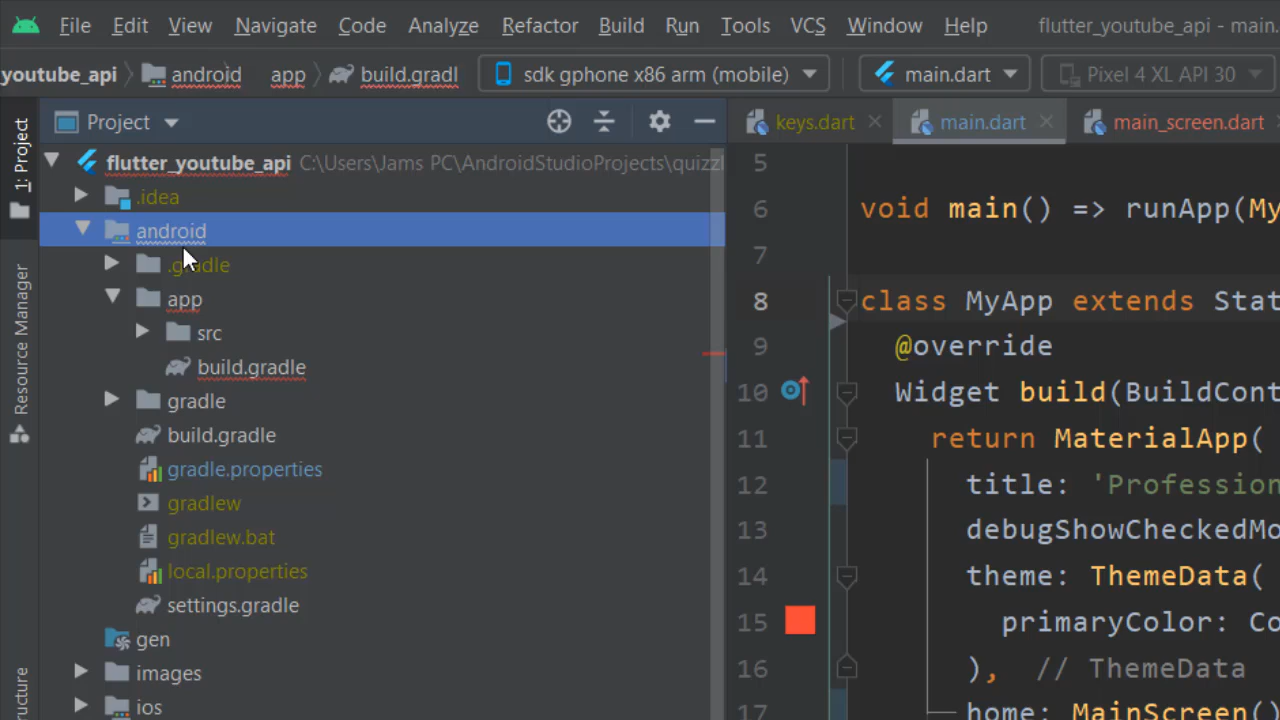 File Edit View Navigate Code Analyze Refactor Build Run Tools VCS Window Help flutter_youtube_api - main.
youtube_api android app build.gradl sdk gphone x86 arm (mobile) main.dart Pixel 4 XL API 30
1: Project
Resource Manager
ructure
Project
flutter_youtube_api C:\Users\Jams PC\AndroidStudioProjects\quizzl
.idea
android
.gradle
app
src
build.gradle
gradle
build.gradle
gradle.properties
gradlew
gradlew.bat
local.properties
settings.gradle
gen
images
ios
keys.dart main.dart main_screen.dart
5
6 void main() => runApp(My
7
8 class MyApp extends Stat
9 @override
10 Widget build(BuildCont
11 return MaterialApp(
12 title: 'Profession
13 debugShowCheckedMo
14 theme: ThemeData(
15 primaryColor: Co
16 ), // ThemeData
17 home: MainScreen()